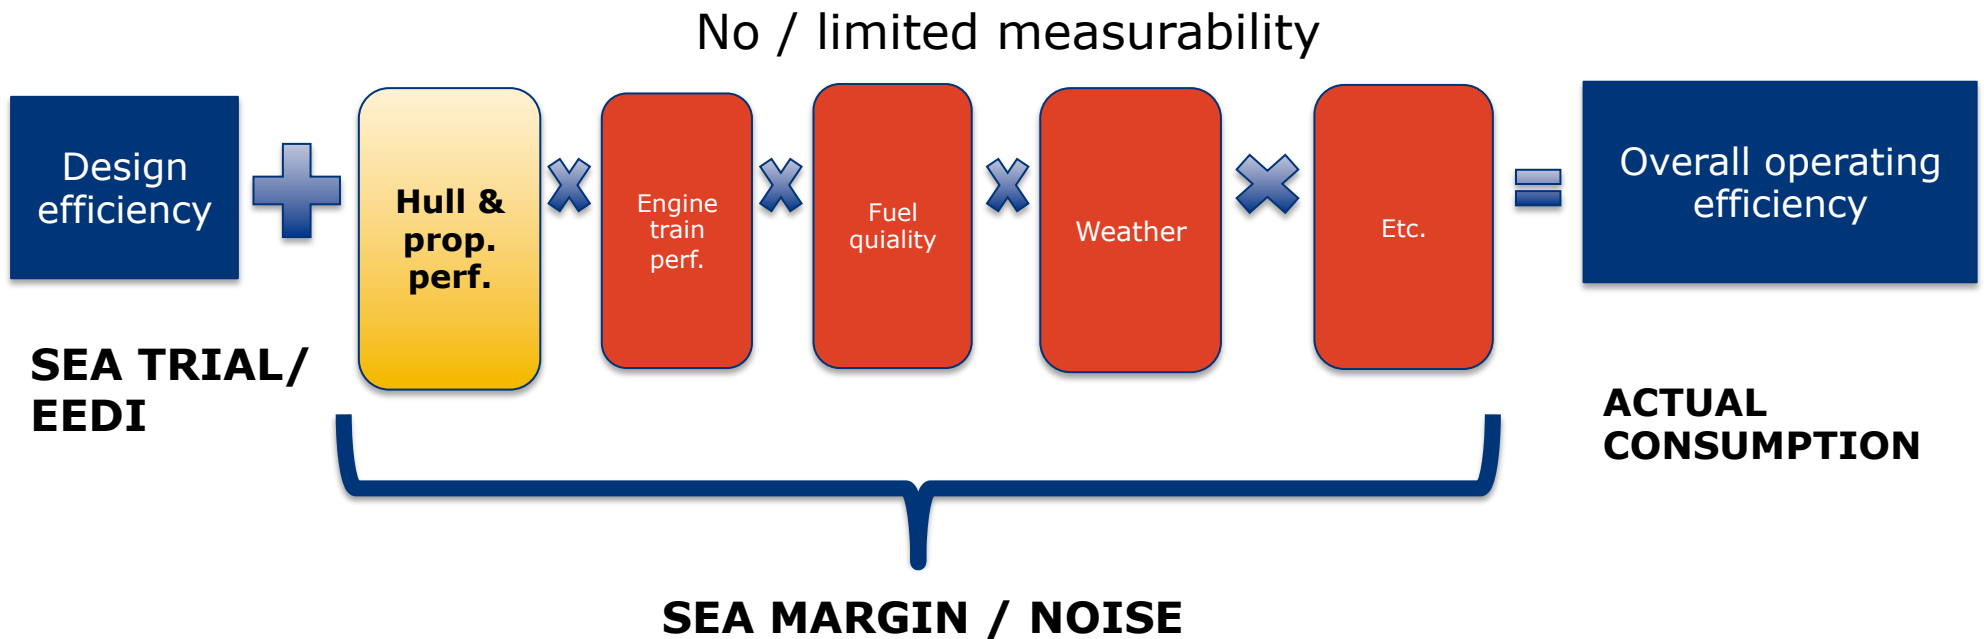 No / limited measurability
Design
efficiency
Hull &
prop.
perf.
Engine
train
perf.
Fuel
quiality
Weather
Etc.
Overall operating
efficiency
SEA TRIAL/
EEDI
ACTUAL
CONSUMPTION
SEA MARGIN / NOISE